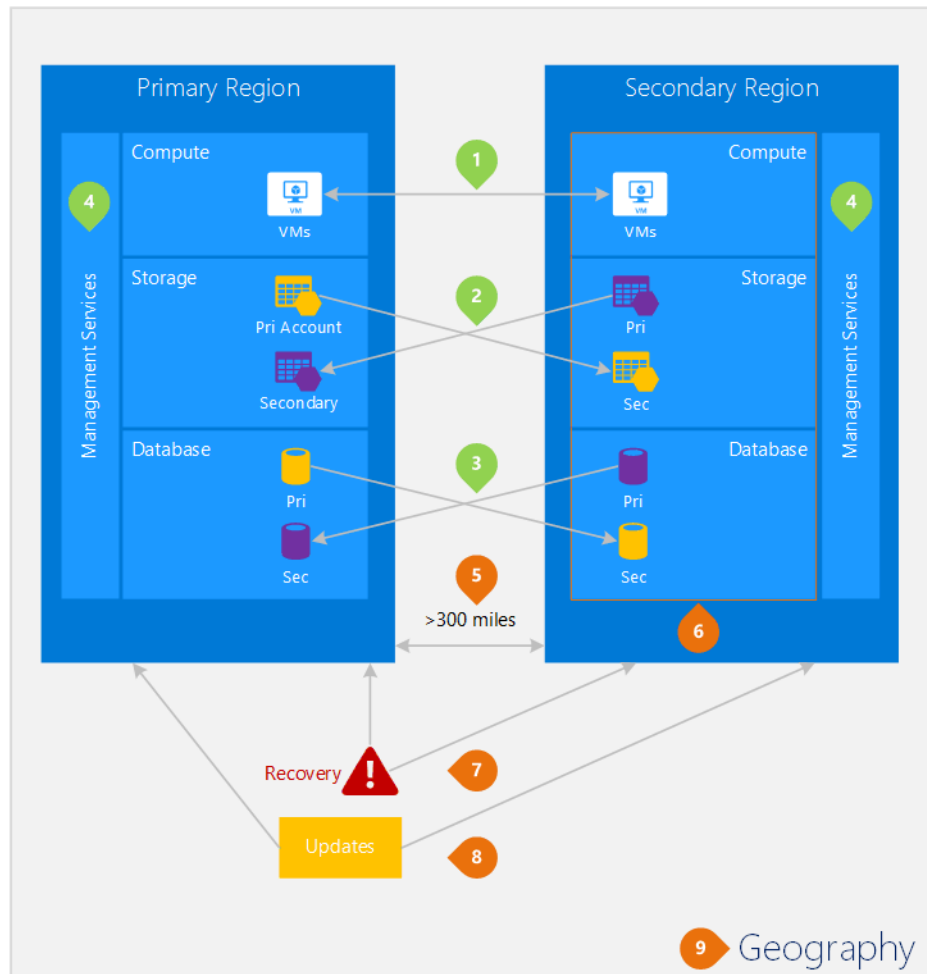 Primary Region
Secondary Region
Compute
1
Compute
4
VM
VM
4
VMs
VMs
Management Services
Storage
2
Storage
Management Services
Pri Account
Pri
Secondary
Sec
Database
3
Database
Pri
Pri
Sec
Sec
5
>300 miles
6
Recovery
!
7
Updates
8
9 Geography